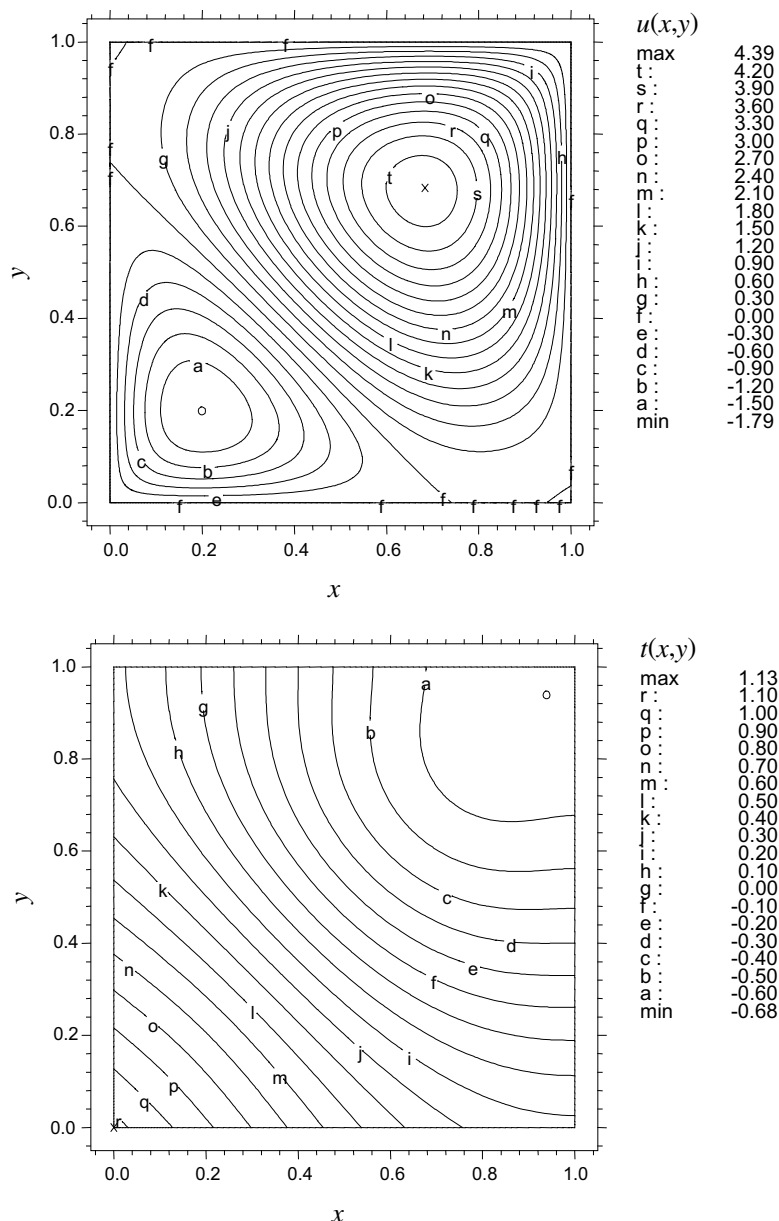 u(x,y)
max 4.39
t : 4.20
s : 3.90
r : 3.60
q : 3.30
p : 3.00
o : 2.70
n : 2.40
m : 2.10
l : 1.80
k : 1.50
j : 1.20
i : 0.90
h : 0.60
g : 0.30
f : 0.00
e : -0.30
d : -0.60
c : -0.90
b : -1.20
a : -1.50
min -1.79
1.0
0.8
0.6
0.4
0.2
0.0
y
f f f f f f f f f f f f f f f f
i o j p r q g h t s d m n l a k c b e
x
o
0.0 0.2 0.4 0.6 0.8 1.0
x
t(x,y)
max 1.13
r : 1.10
q : 1.00
p : 0.90
o : 0.80
n : 0.70
m : 0.60
l : 0.50
k : 0.40
j : 0.30
i : 0.20
h : 0.10
g : 0.00
f : -0.10
e : -0.20
d : -0.30
c : -0.40
b : -0.50
a : -0.60
min -0.68
1.0
0.8
0.6
0.4
0.2
0.0
y
a o
g b
h
k c
d
n e f
o l
j i
p m
q
r
x
0.0 0.2 0.4 0.6 0.8 1.0
x